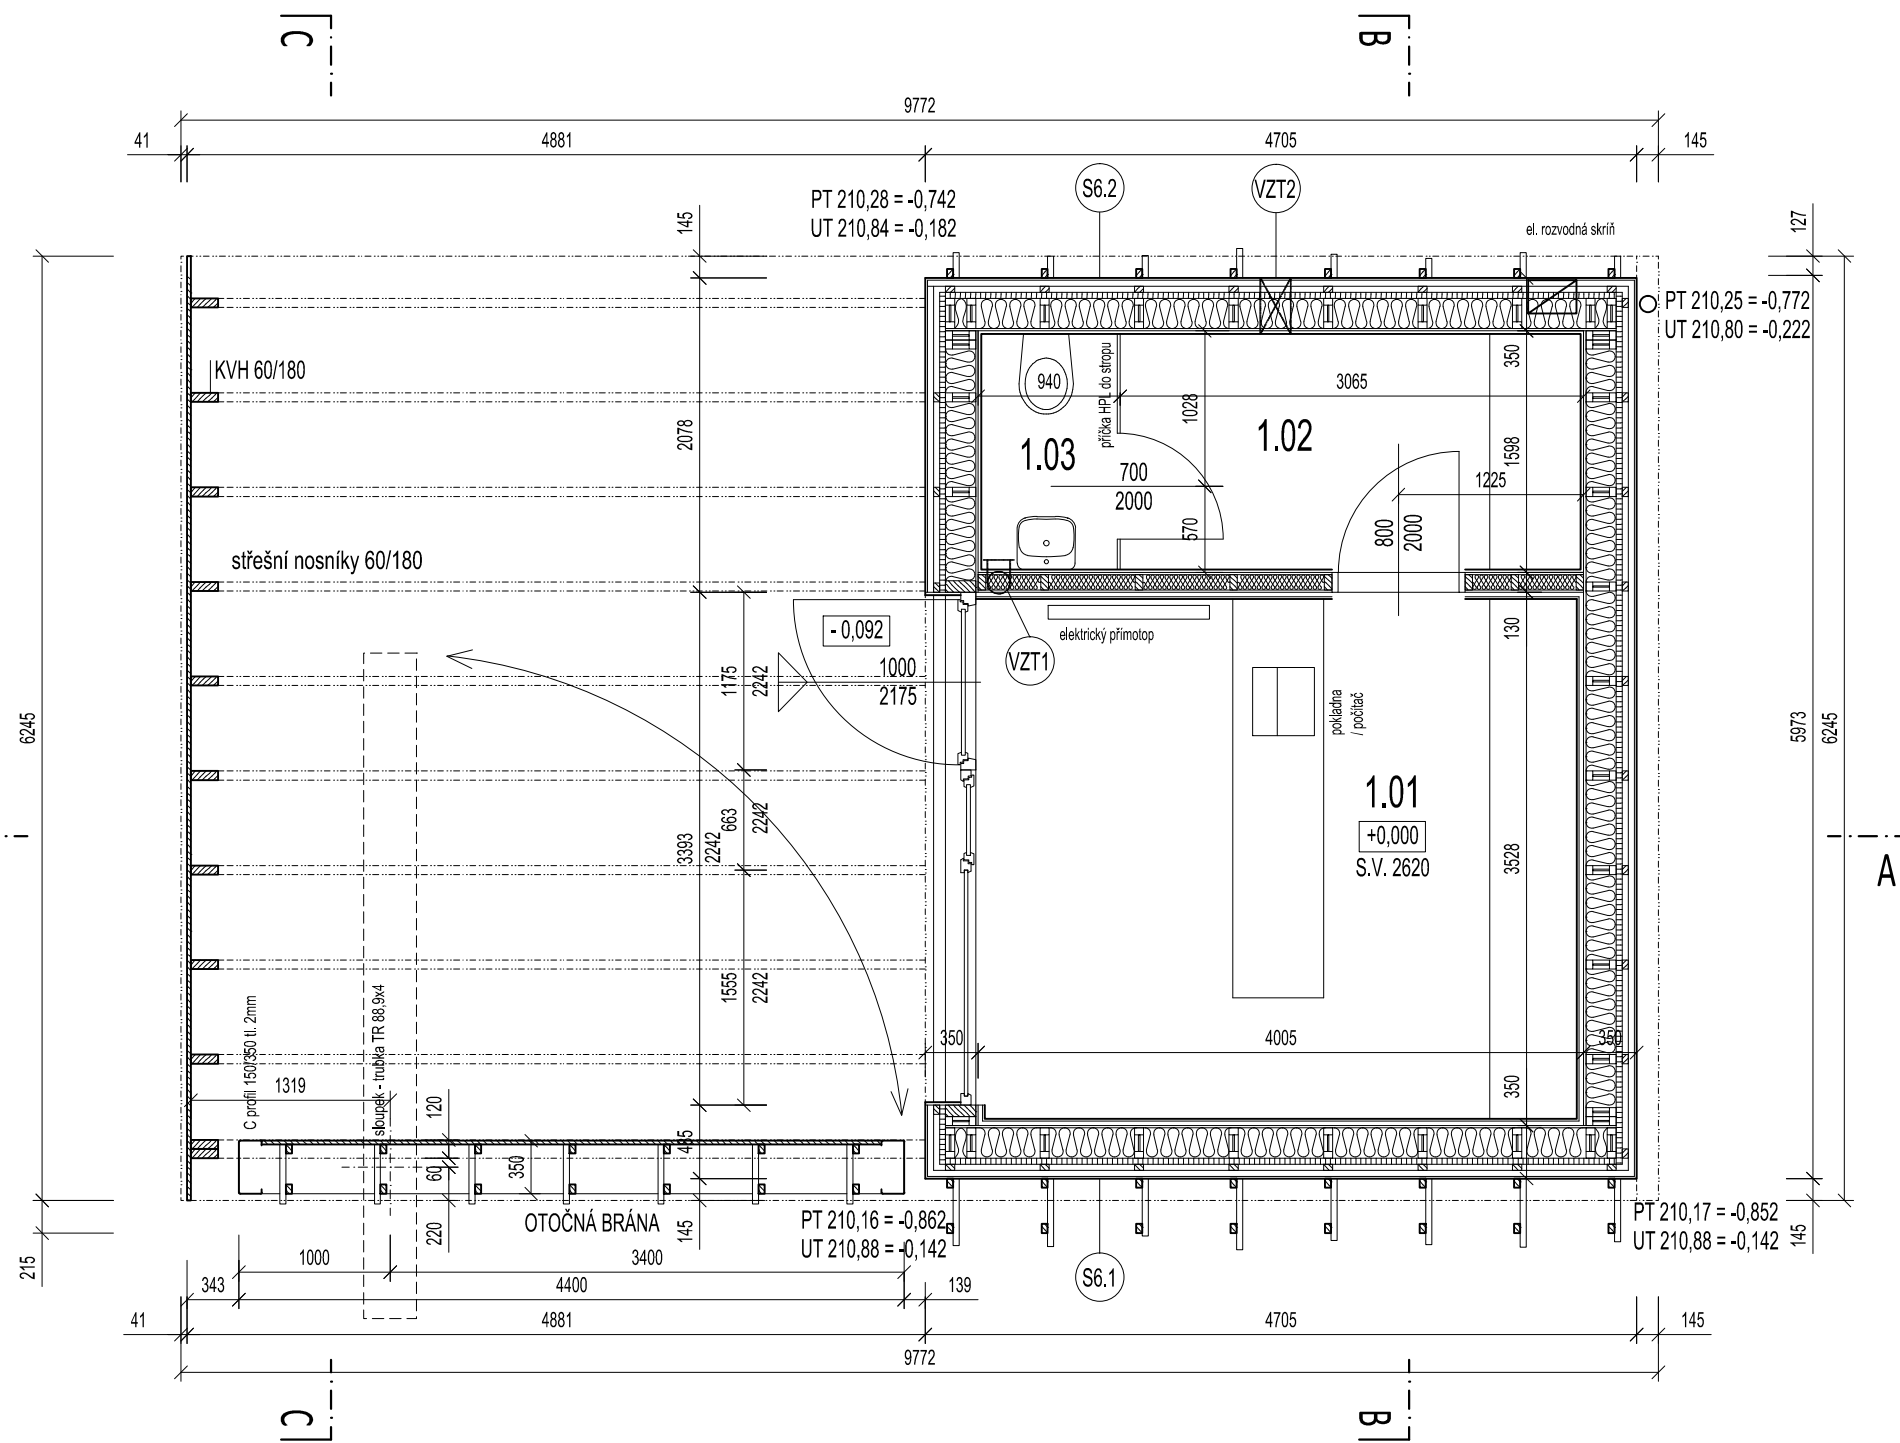 C
B
9772
41
4881
4705
145
S6.2
VZT2
PT 210,28 = -0,742
UT 210,84 = -0,182
145
127
el. rozvodná skříň
PT 210,25 = -0,772
UT 210,80 = -0,222
350
KVH 60/180
940
příčka HPL do stropu
3065
1028
2078
1.03
1.02
1598
700
2000
1225
800
2000
570
střešní nosníky 60/180
- 0,092
elektrický přímotop
130
VZT1
1000
2175
1175
2242
pokladna
/ počítač
6245
5973
6245
1.01
+0,000
S.V. 2620
663
2242
3393
2242
3528
A
1555
2242
C profil 150/350 tl. 2mm
sloupek - trubka TR 88,9x4
350
4005
350
1319
120
350
485
60
350
220
OTOČNÁ BRÁNA
145
PT 210,16 = -0,862
UT 210,88 = -0,142
PT 210,17 = -0,852
UT 210,88 = -0,142
145
215
1000
3400
S6.1
343
4400
139
41
4881
4705
145
9772
C
B